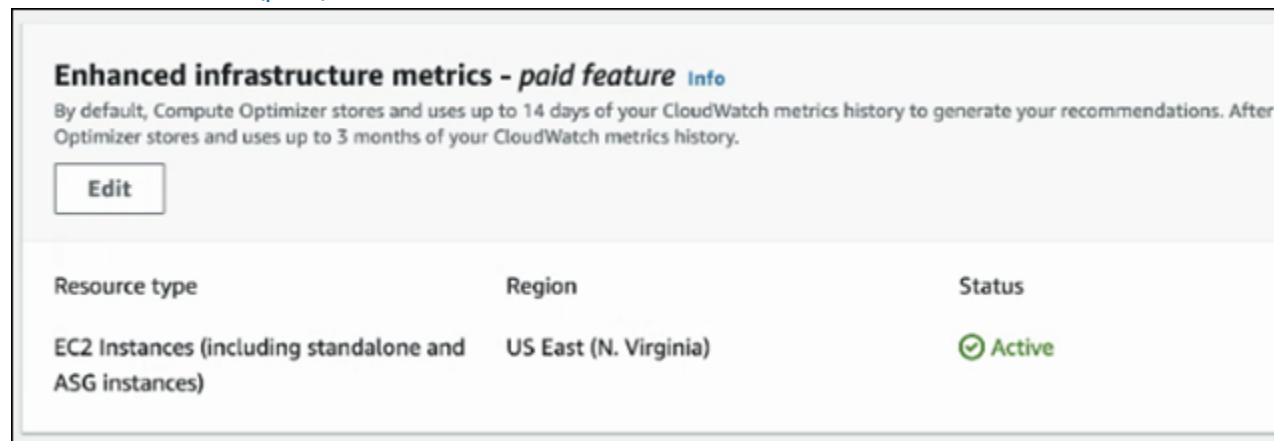 Enhanced infrastructure metrics - paid feature Info
By default, Compute Optimizer stores and uses up to 14 days of your CloudWatch metrics history to generate your recommendations. After
Optimizer stores and uses up to 3 months of your CloudWatch metrics history.
Edit
Resource type Region Status
EC2 Instances (including standalone and US East (N. Virginia) Active
ASG instances)